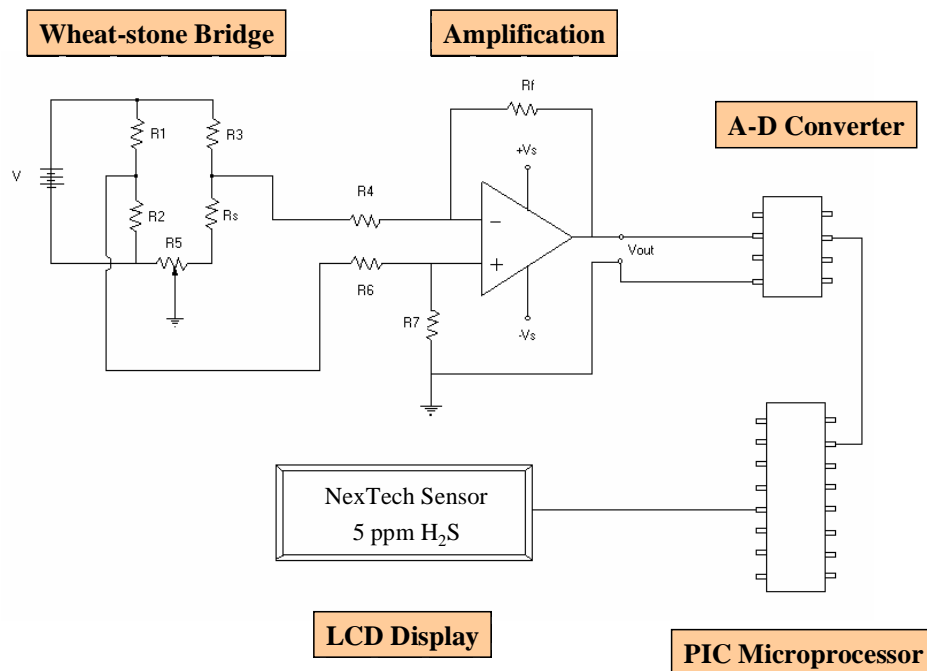 Wheat-stone Bridge
Amplification
A-D Converter
Rf
R1
R3
+Vs
V
R4
R2
Rs
−
R5
Vout
+
R6
R7
-Vs
NexTech Sensor
5 ppm H₂S
LCD Display
PIC Microprocessor